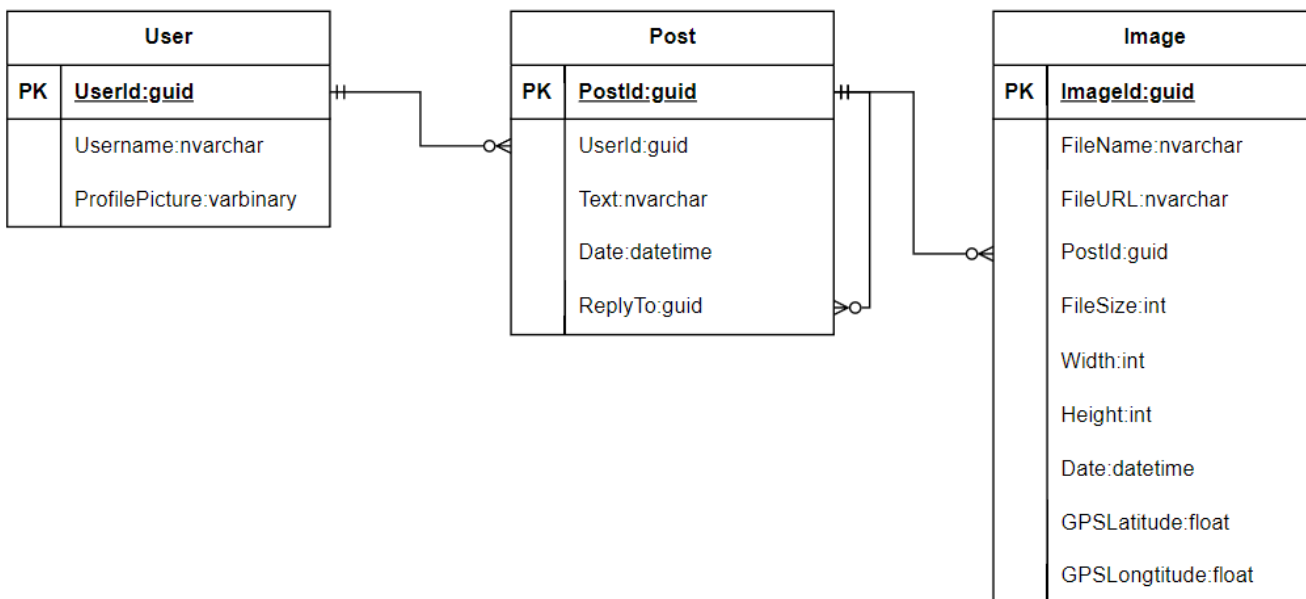 User
PK UserId:guid
Username:nvarchar
ProfilePicture:varbinary
Post
PK PostId:guid
UserId:guid
Text:nvarchar
Date:datetime
ReplyTo:guid
Image
PK ImageId:guid
FileName:nvarchar
FileURL:nvarchar
PostId:guid
FileSize:int
Width:int
Height:int
Date:datetime
GPSLatitude:float
GPSLongtitude:float